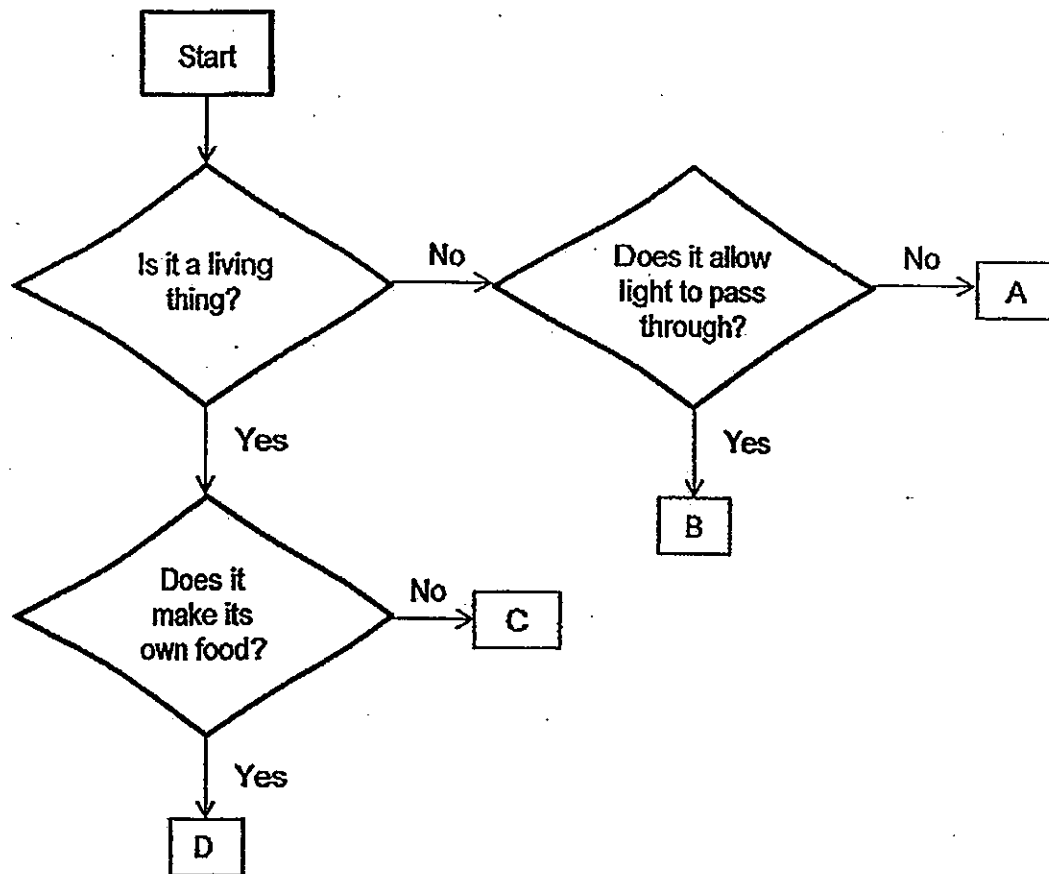 Start
Is it a living
thing?
No
Does it allow
light to pass
through?
No
A
Yes
Yes
B
Does it
make its
own food?
No
C
Yes
D